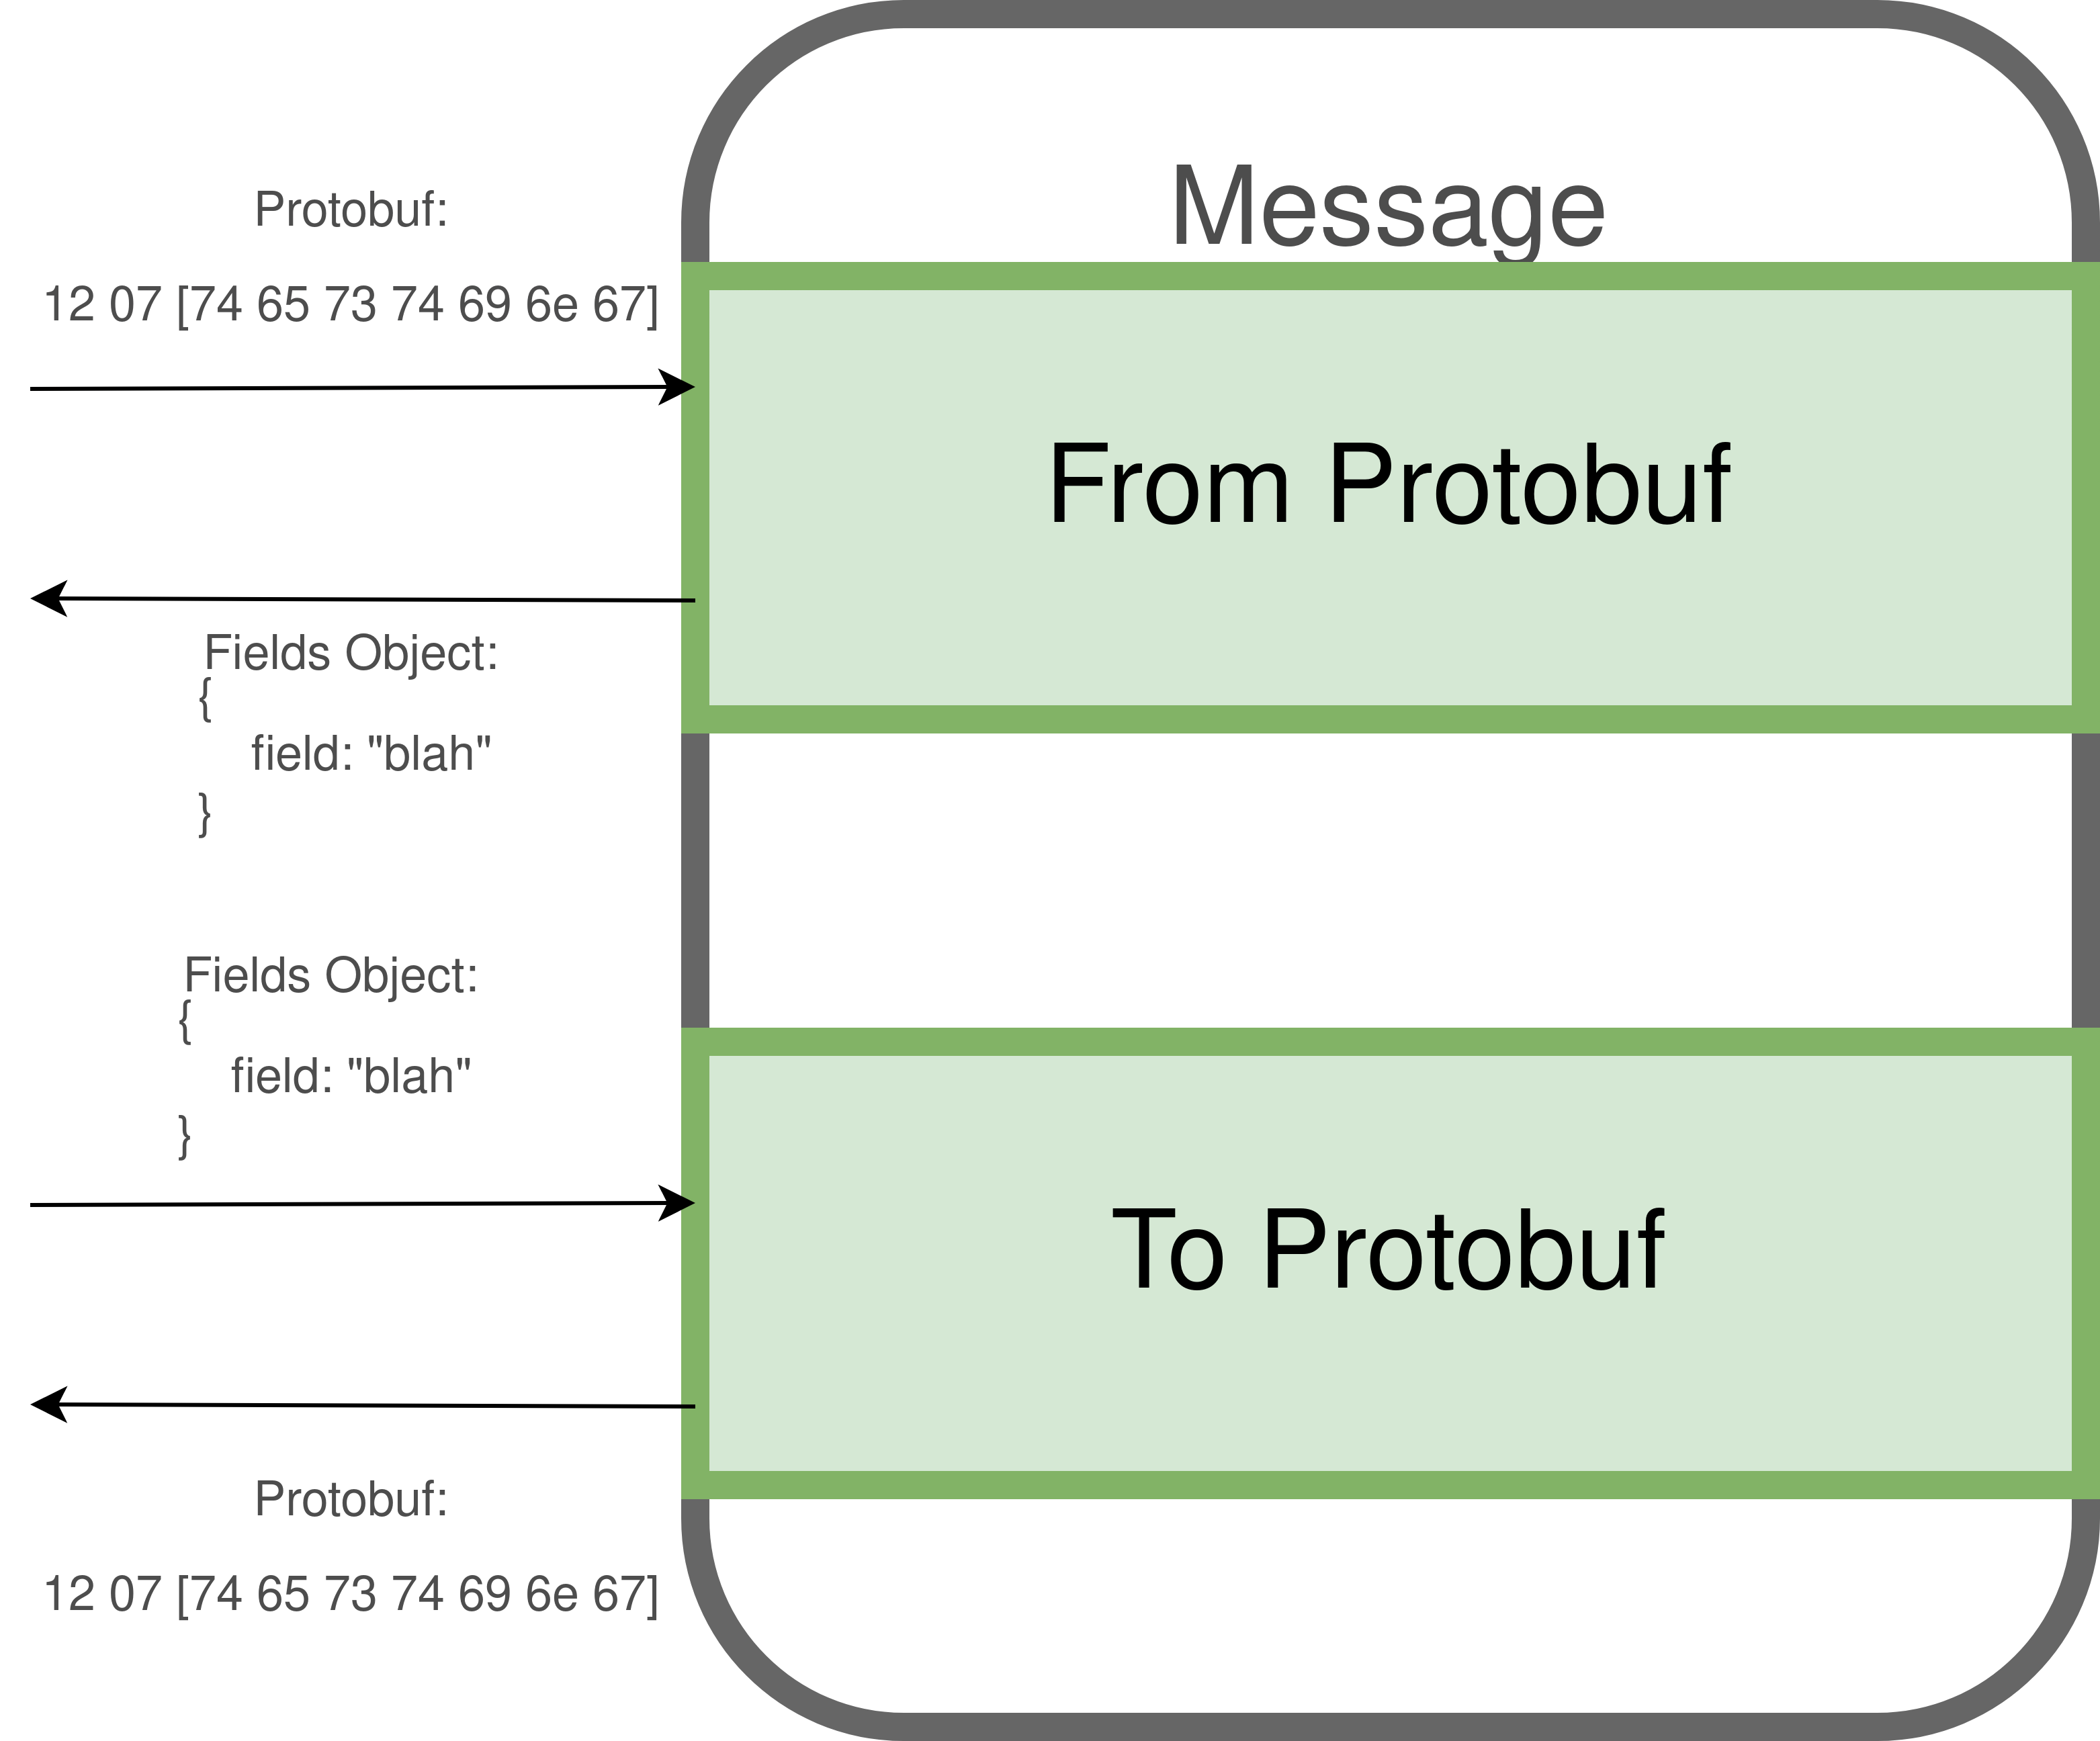 Message
Protobuf:
12 07 [74 65 73 74 69 6e 67]
From Protobuf
Fields Object:
{
field: "blah"
}
Fields Object:
{
field: "blah"
}
To Protobuf
Protobuf:
12 07 [74 65 73 74 69 6e 67]